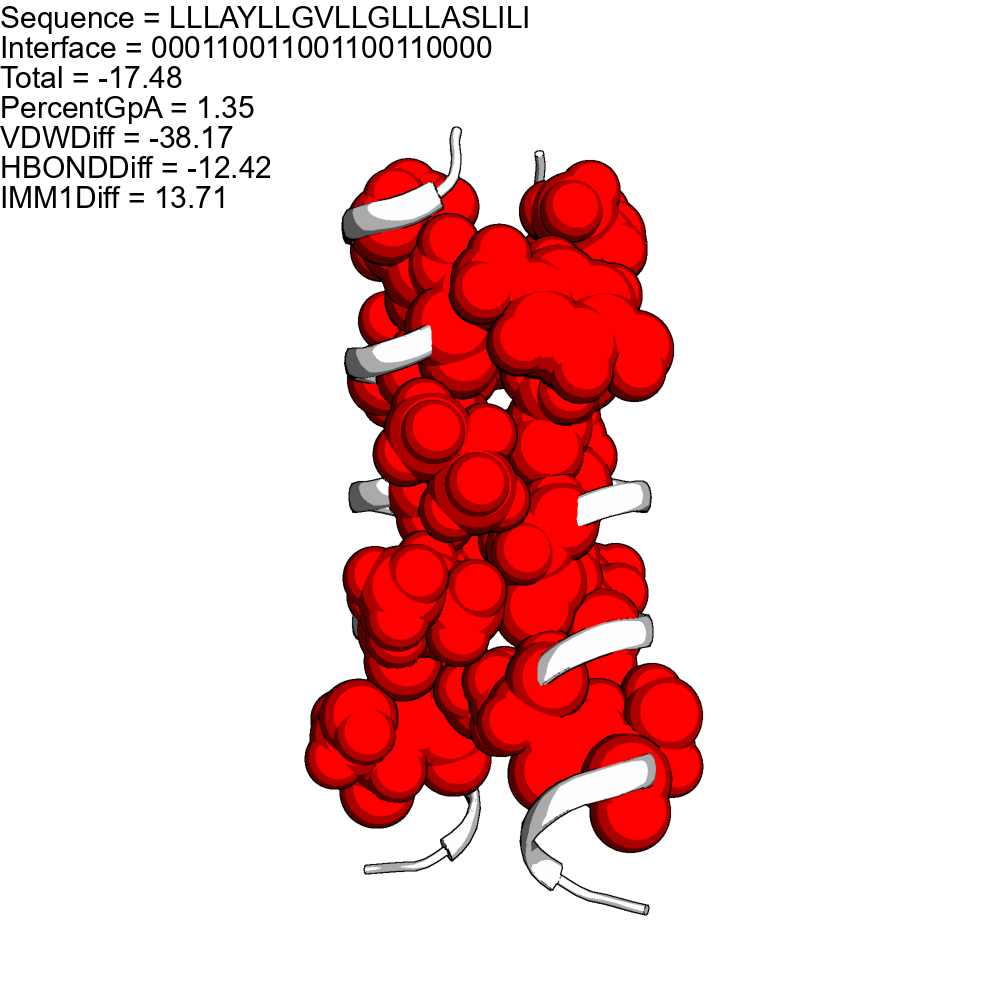 Sequence = LLLAYLLGVLLGLLLASLILI
Interface = 000110011001100110000
Total = -17.48
PercentGpA = 1.35
VDWDiff = -38.17
HBONDDiff = -12.42
IMM1Diff = 13.71